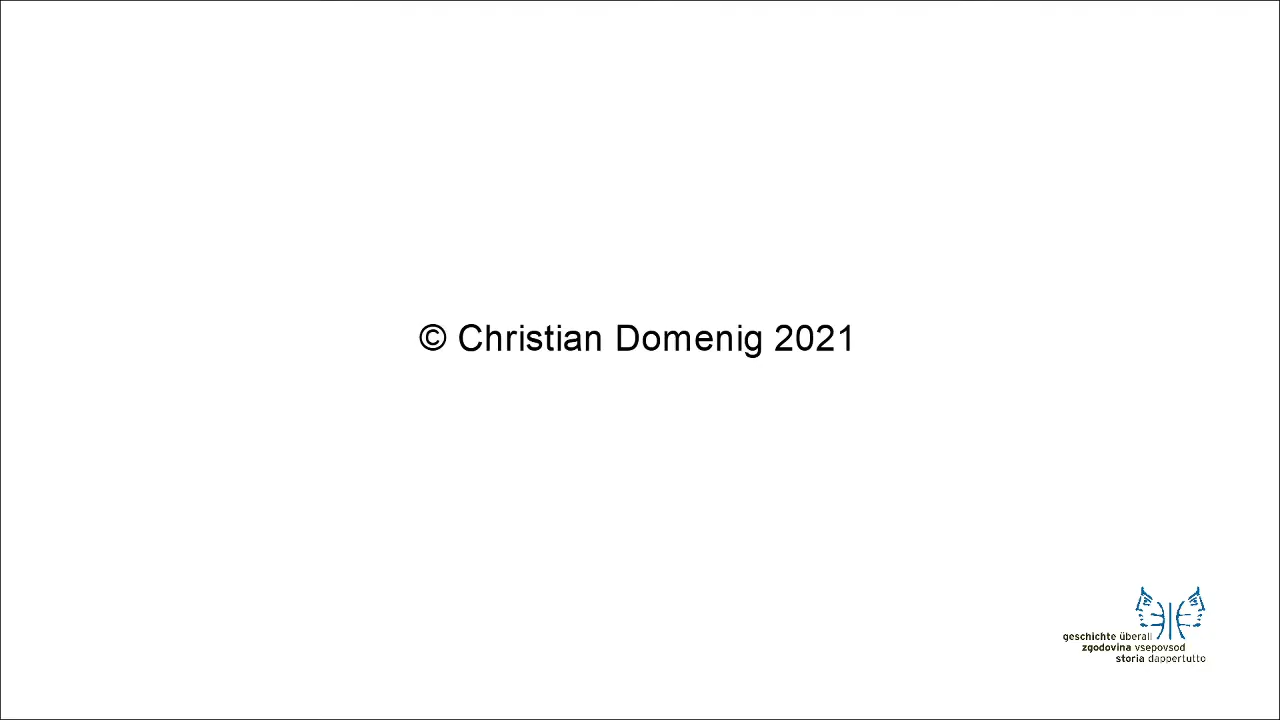 © Christian Domenig 2021
geschichte überall
zgodovina vsepovsod
storia dappertutto